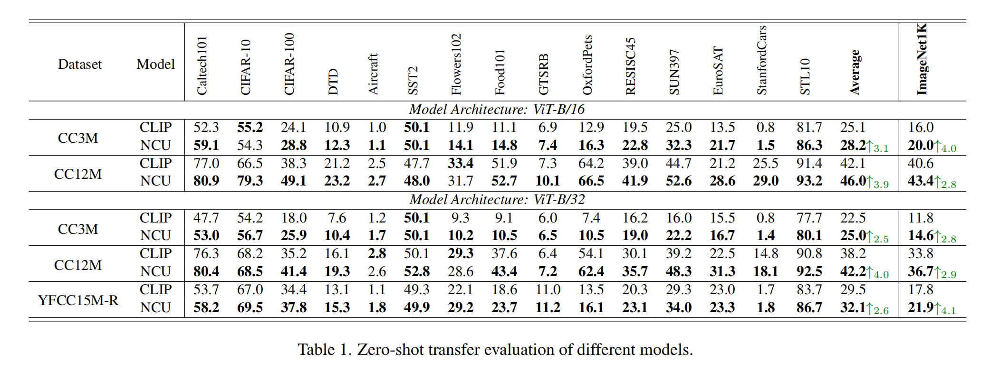 Dataset Model Caltech101 CIFAR-10 CIFAR-100 DTD Aircraft SST2 Flowers102 Food101 GTSRB OxfordPets RESISC45 SUN397 EuroSAT StanfordCars STL10 Average ImageNet1K
Model Architecture: ViT-B/16
CC3M
CLIP 52.3 55.2 24.1 10.9 1.0 50.1 11.9 11.1 6.9 12.9 19.5 25.0 13.5 0.8 81.7 25.1 16.0
NCU 59.1 54.3 28.8 12.3 1.1 50.1 14.1 14.8 7.4 16.3 22.8 32.3 21.7 1.5 86.3 28.2↑3.1 20.0↑4.0
CC12M
CLIP 77.0 66.5 38.3 21.2 2.5 47.7 33.4 51.9 7.3 64.2 39.0 44.7 21.2 25.5 91.4 42.1 40.6
NCU 80.9 79.3 49.1 23.2 2.7 48.0 31.7 52.7 10.1 66.5 41.9 52.6 28.6 29.0 93.2 46.0↑3.9 43.4↑2.8
Model Architecture: ViT-B/32
CC3M
CLIP 47.7 54.2 18.0 7.6 1.2 50.1 9.3 9.1 6.0 7.4 16.2 16.0 15.5 0.8 77.7 22.5 11.8
NCU 53.0 56.7 25.9 10.4 1.7 50.1 10.2 10.5 6.5 10.5 19.0 22.2 16.7 1.4 80.1 25.0↑2.5 14.6↑2.8
CC12M
CLIP 76.3 68.2 35.2 16.1 2.8 50.1 29.3 37.6 6.4 54.1 30.1 39.2 22.5 14.8 90.8 38.2 33.8
NCU 80.4 68.5 41.4 19.3 2.6 52.8 28.6 43.4 7.2 62.4 35.7 48.3 31.3 18.1 92.5 42.2↑4.0 36.7↑2.9
YFCC15M-R
CLIP 53.7 67.0 34.4 13.1 1.1 49.3 22.1 18.6 11.0 13.5 20.3 29.3 23.0 1.7 83.7 29.5 17.8
NCU 58.2 69.5 37.8 15.3 1.8 49.9 29.2 23.7 11.2 16.1 23.1 34.0 23.3 1.8 86.7 32.1↑2.6 21.9↑4.1
Table 1. Zero-shot transfer evaluation of different models.